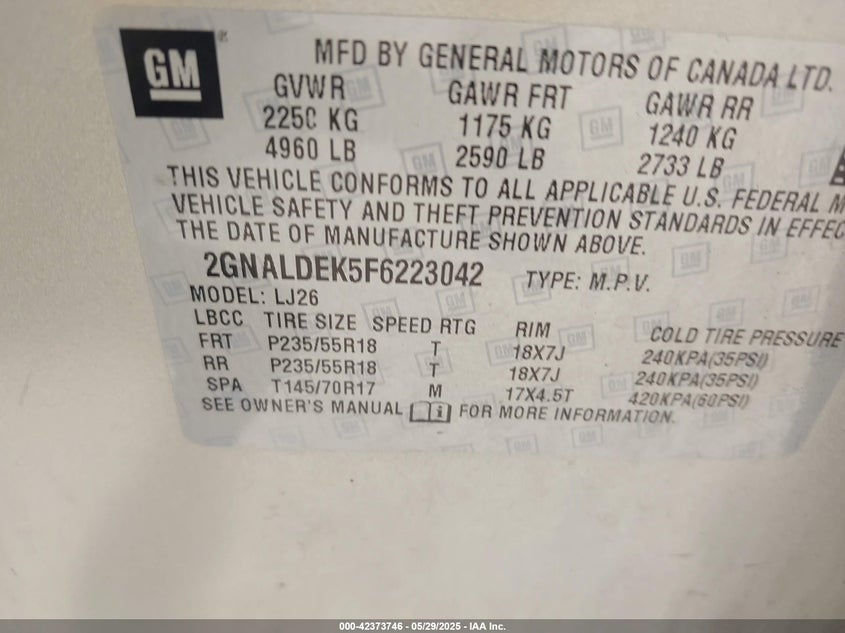 GM
MFD BY GENERAL MOTORS OF CANADA LTD.
GVWR GAWR FRT GAWR RR
2250 KG 1175 KG 1240 KG
4960 LB 2590 LB 2733 LB
THIS VEHICLE CONFORMS TO ALL APPLICABLE U.S. FEDERAL M
VEHICLE SAFETY AND THEFT PREVENTION STANDARDS IN EFFEC
THE DATE OF MANUFACTURE SHOWN ABOVE.
2GNALDEK5F6223042 TYPE: M.P.V.
MODEL: LJ26
LBCC TIRE SIZE SPEED RTG RIM COLD TIRE PRESSURE
FRT P235/55R18 T 18X7J 240KPA(35PSI)
RR P235/55R18 T 18X7J 240KPA(35PSI)
SPA T145/70R17 M 17X4.5T 420KPA(60PSI)
SEE OWNER'S MANUAL FOR MORE INFORMATION.
000-42373746 - 05/29/2025 - IAA Inc.